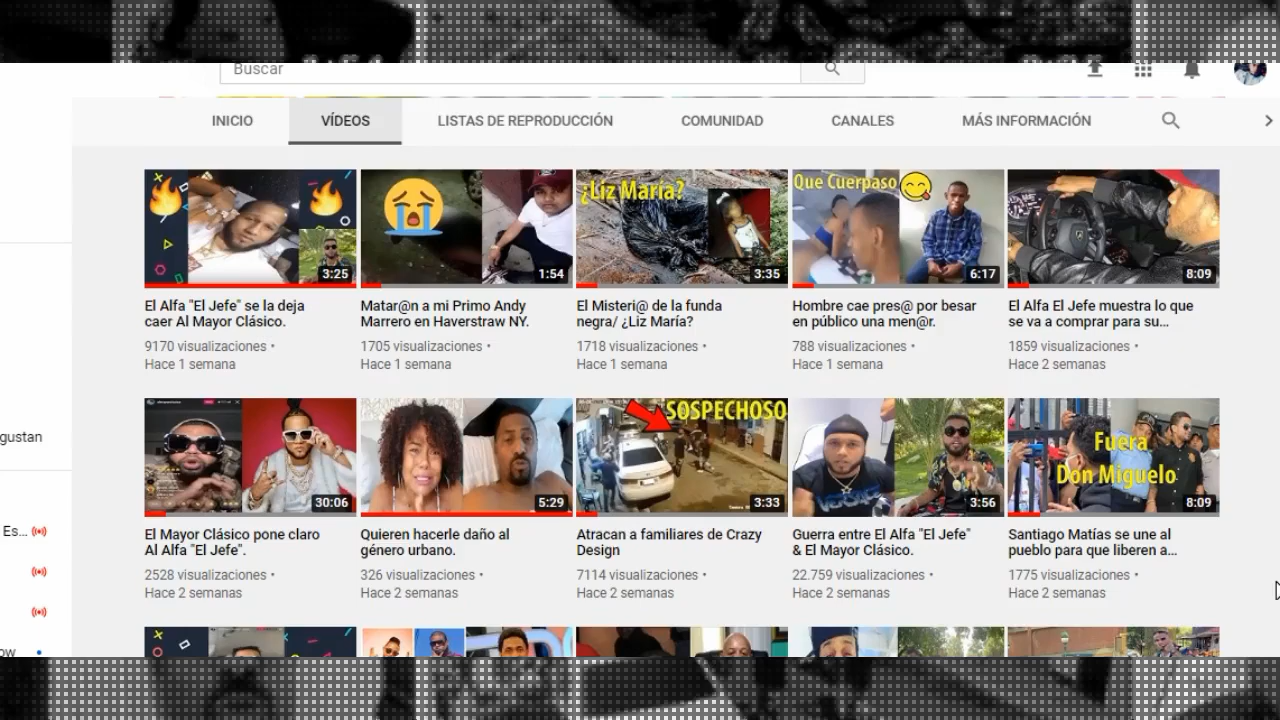 Buscar
INICIO
VÍDEOS
LISTAS DE REPRODUCCIÓN
COMUNIDAD
CANALES
MÁS INFORMACIÓN
3:25
1:54
¿Liz María?
3:35
Que Cuerpaso
6:17
8:09
El Alfa "El Jefe" se la deja
caer Al Mayor Clásico.
9170 visualizaciones •
Hace 1 semana
Matar@n a mi Primo Andy
Marrero en Haverstraw NY.
1705 visualizaciones •
Hace 1 semana
El Misteri@ de la funda
negra/ ¿Liz María?
1718 visualizaciones •
Hace 1 semana
Hombre cae pres@ por besar
en público una men@r.
788 visualizaciones •
Hace 1 semana
El Alfa El Jefe muestra lo que
se va a comprar para su...
1859 visualizaciones •
Hace 2 semanas
gustan
30:06
5:29
SOSPECHOSO
3:33
3:56
Fuera
Don Miguelo
8:09
El Mayor Clásico pone claro
Al Alfa "El Jefe".
2528 visualizaciones •
Hace 2 semanas
Quieren hacerle daño al
género urbano.
326 visualizaciones •
Hace 2 semanas
Atracan a familiares de Crazy
Design
7114 visualizaciones •
Hace 2 semanas
Guerra entre El Alfa "El Jefe"
& El Mayor Clásico.
22.759 visualizaciones •
Hace 2 semanas
Santiago Matías se une al
pueblo para que liberen a...
1775 visualizaciones •
Hace 2 semanas
Es...
ow